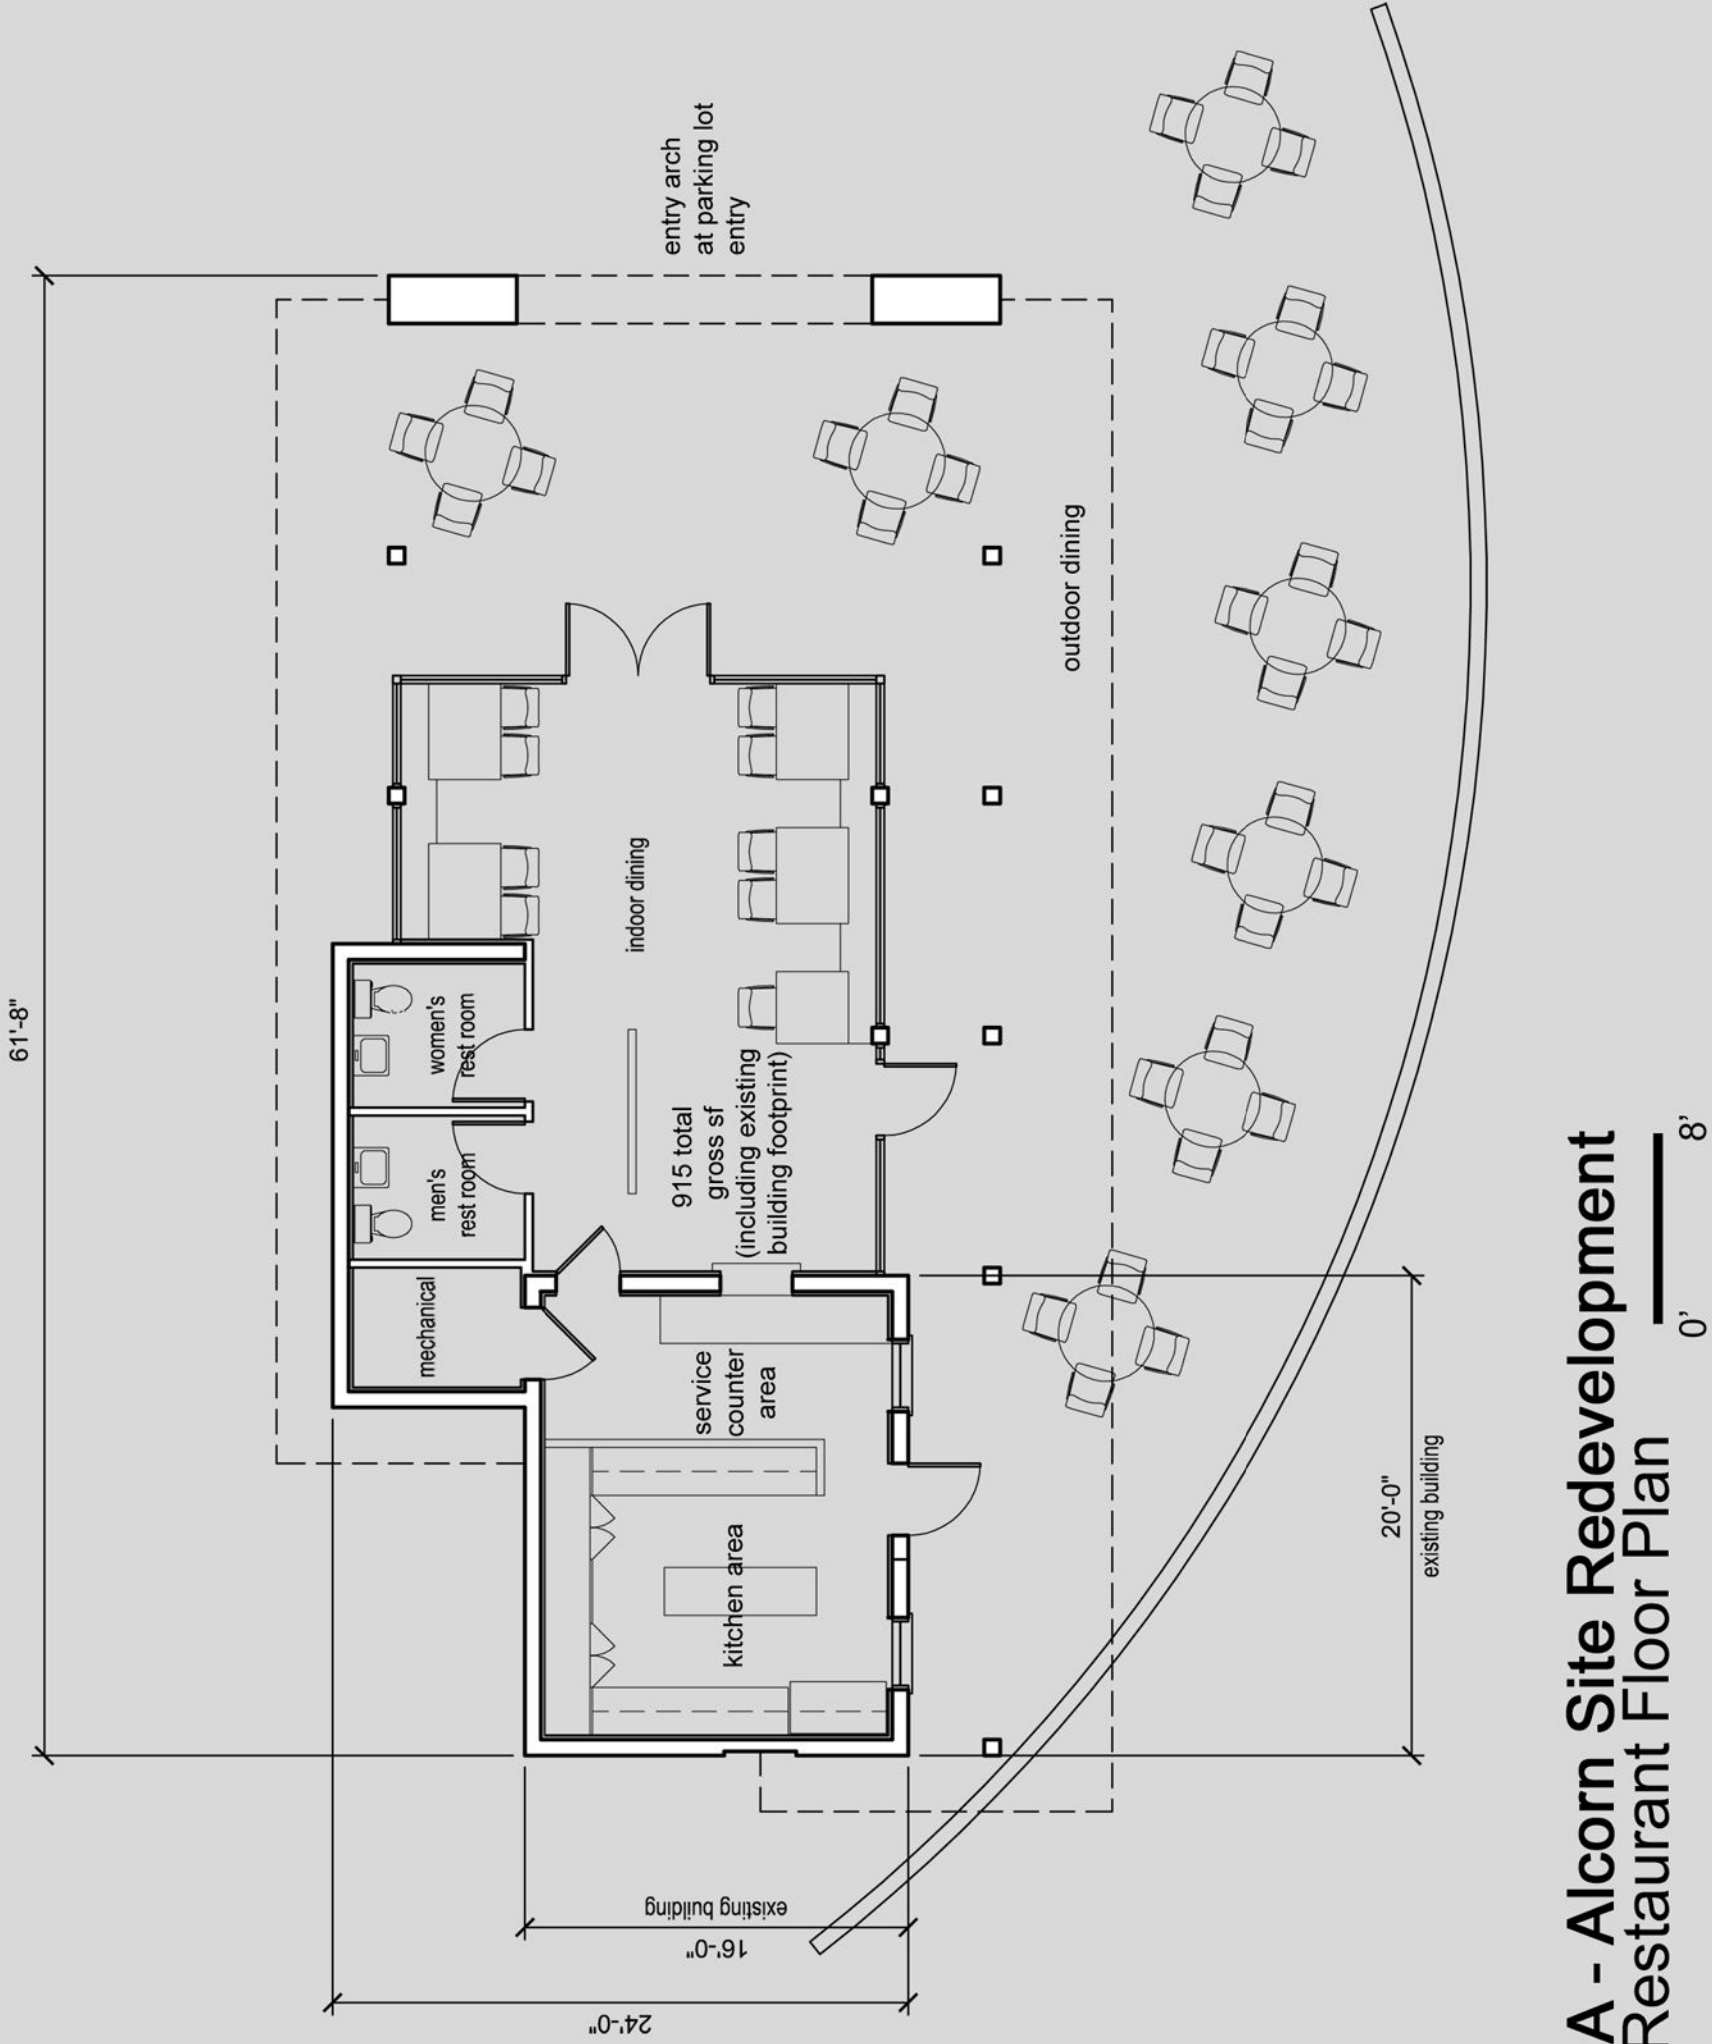 61'-8"
entry arch
at parking lot
entry
outdoor dining
indoor dining
women's
rest room
men's
rest room
mechanical
915 total
gross sf
(including existing
building footprint)
service
counter
area
kitchen area
20'-0"
existing building
existing building
16'-0"
24'-0"
A - Alcorn Site Redevelopment
Restaurant Floor Plan
0' 8'